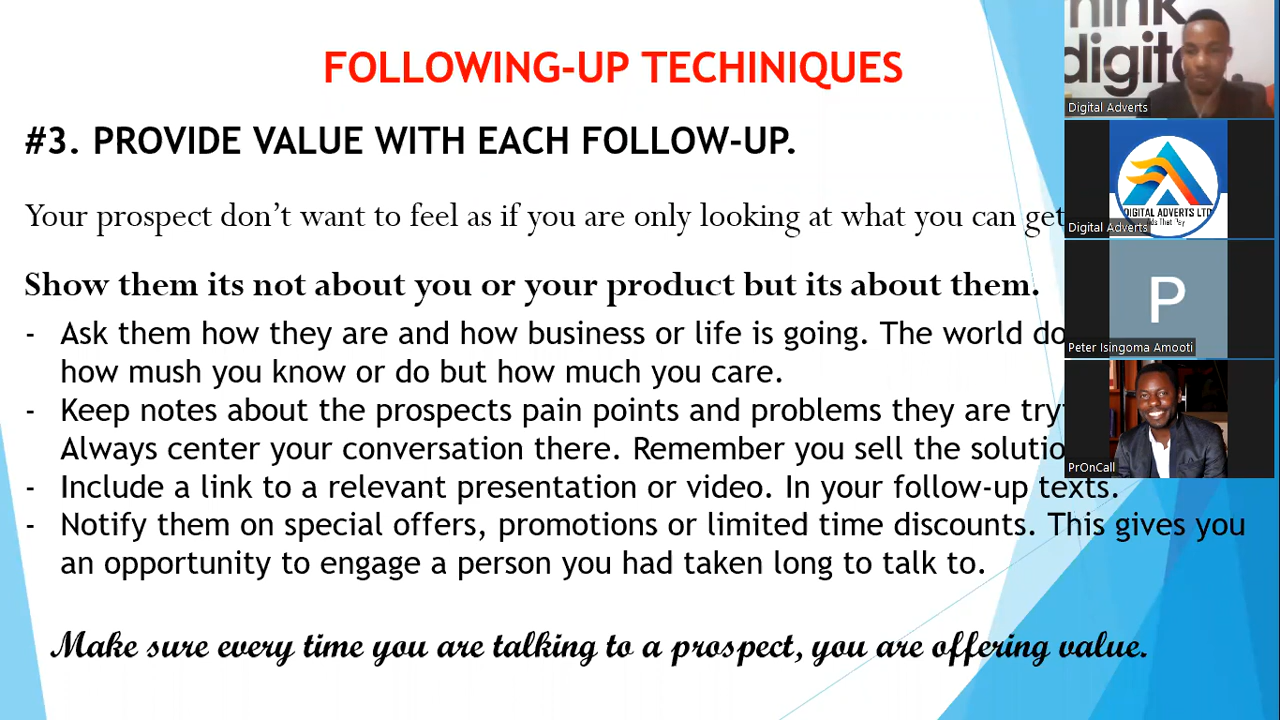 FOLLOWING-UP TECHINIQUES
#3. PROVIDE VALUE WITH EACH FOLLOW-UP.
Your prospect don't want to feel as if you are only looking at what you can get
Show them its not about you or your product but its about them.
- Ask them how they are and how business or life is going. The world do
how mush you know or do but how much you care.
- Keep notes about the prospects pain points and problems they are try
Always center your conversation there. Remember you sell the solutio
- Include a link to a relevant presentation or video. In your follow-up texts.
- Notify them on special offers, promotions or limited time discounts. This gives you
an opportunity to engage a person you had taken long to talk to.
Make sure every time you are talking to a prospect, you are offering value.
hink
digit
Digital Adverts
DIGITAL ADVERTS LTD
Digital Adverts
P
Peter Isingoma Amooti
PrOnCall